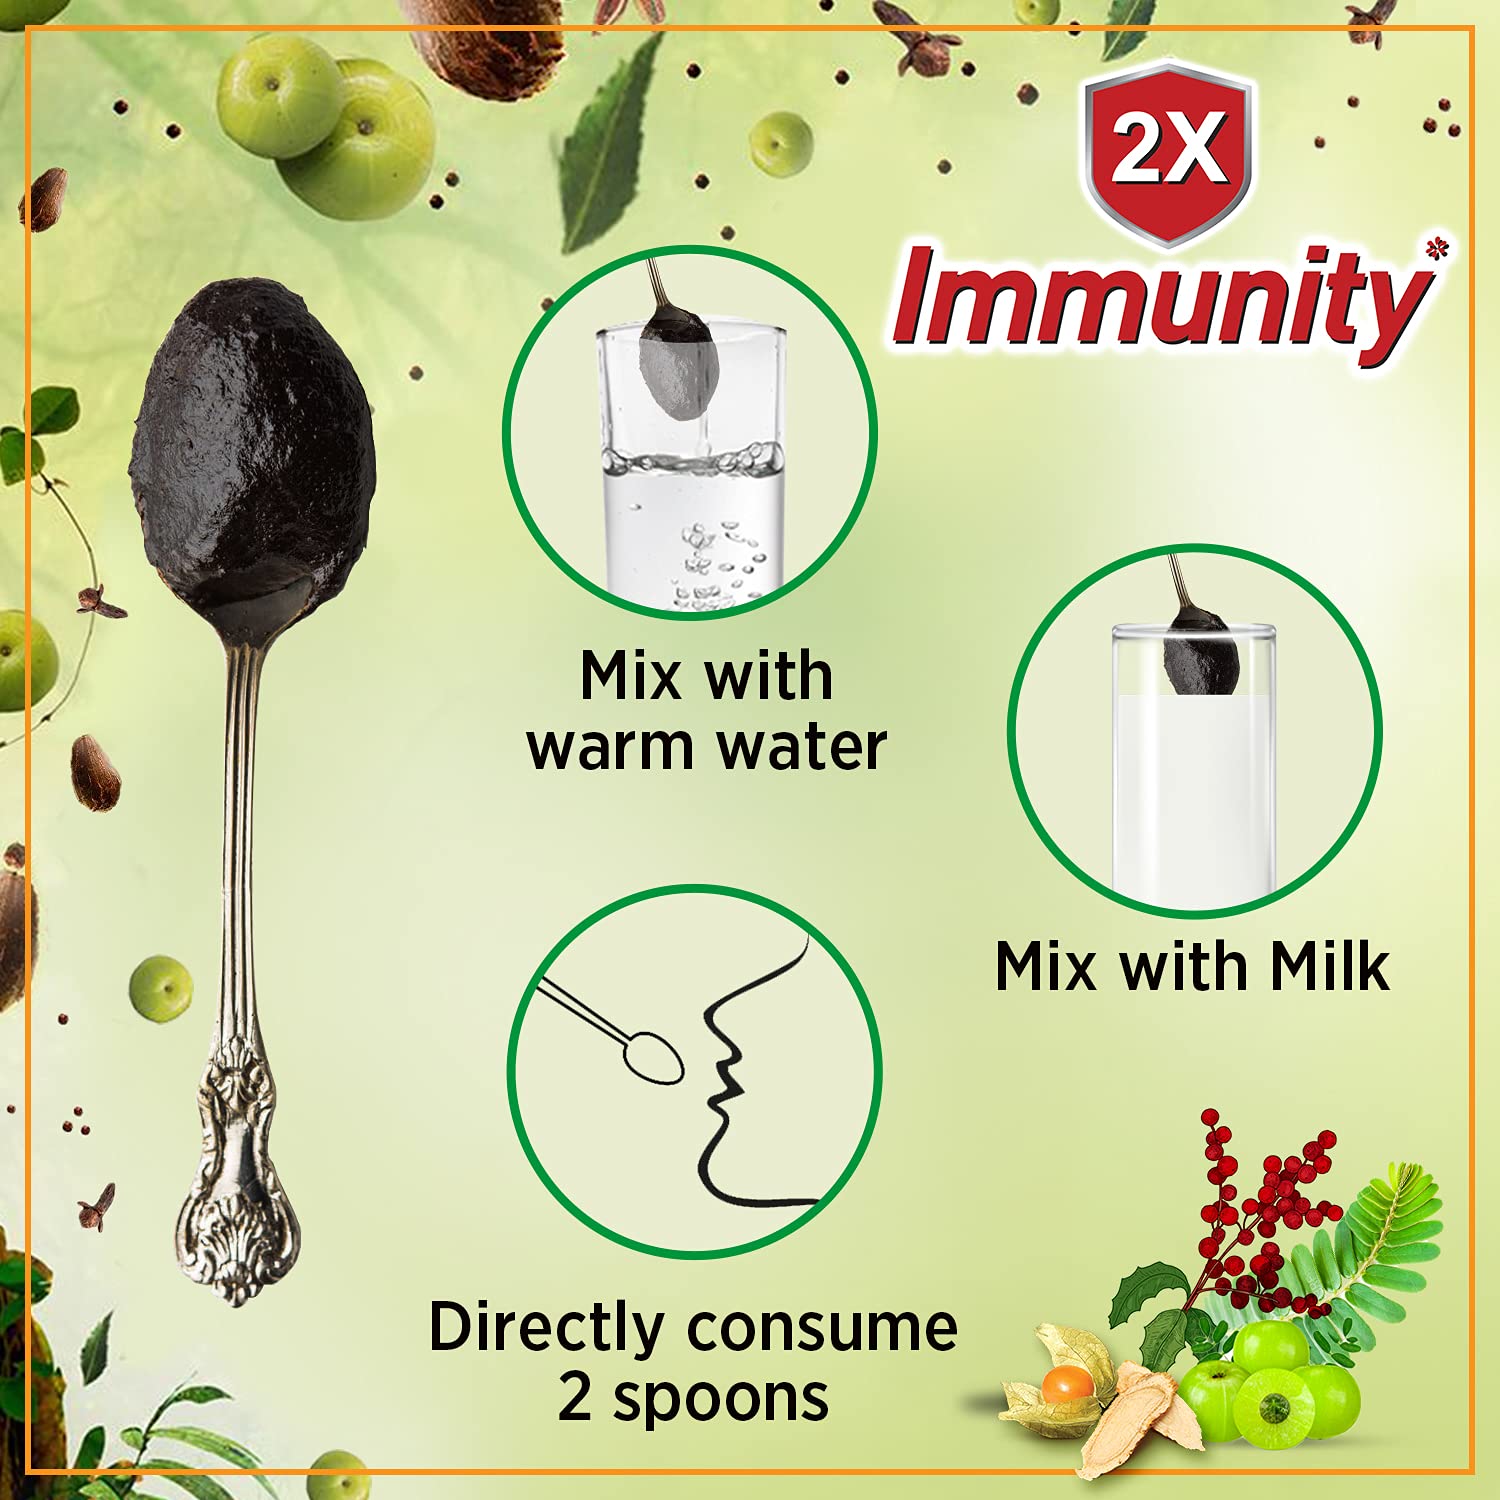 2X
Immunity*
Mix with
warm water
Mix with Milk
Directly consume
2 spoons